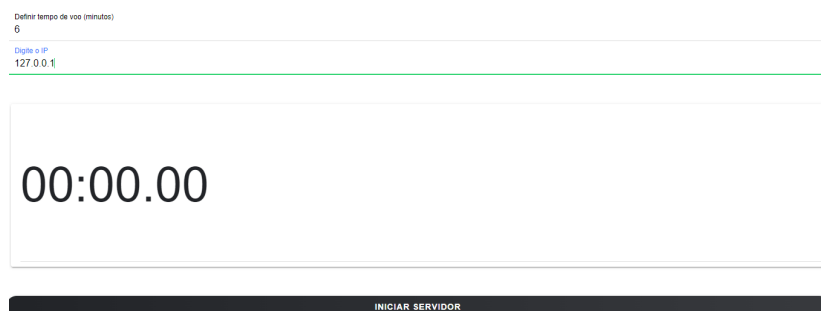 Definir tempo de voo (minutos)
6
Digite o IP
127.0.0.1
00:00.00
INICIAR SERVIDOR